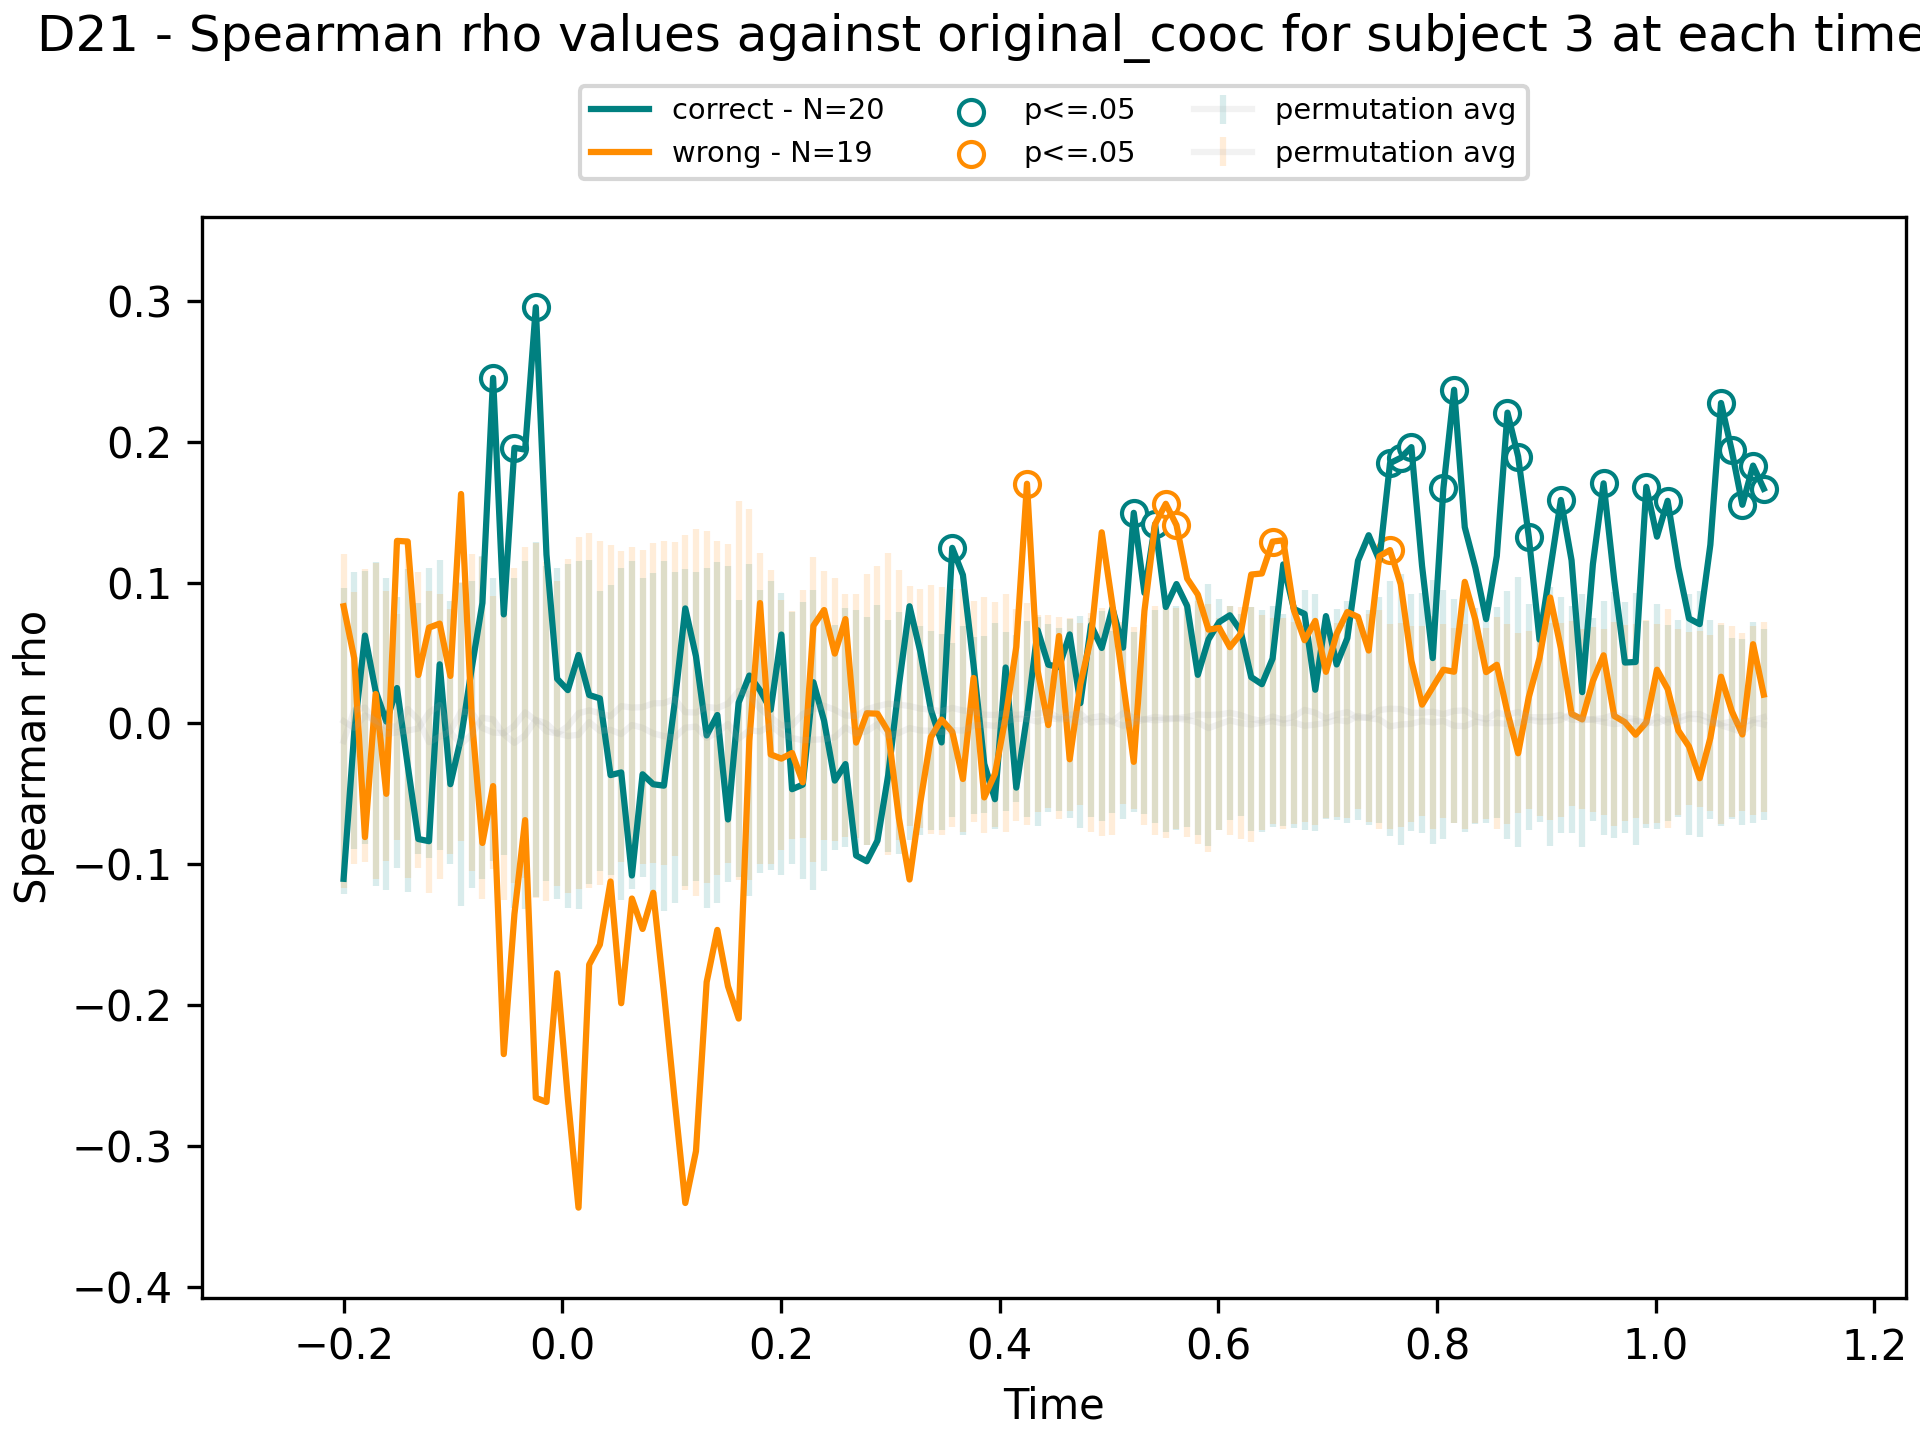 D21 - Spearman rho values against original_cooc for subject 3 at each time
correct - N=20 p<=.05 permutation avg
wrong - N=19 p<=.05 permutation avg
0.3
0.2
0.1
0.0
−0.1
−0.2
−0.3
−0.4
Spearman rho
−0.2 0.0 0.2 0.4 0.6 0.8 1.0 1.2
Time